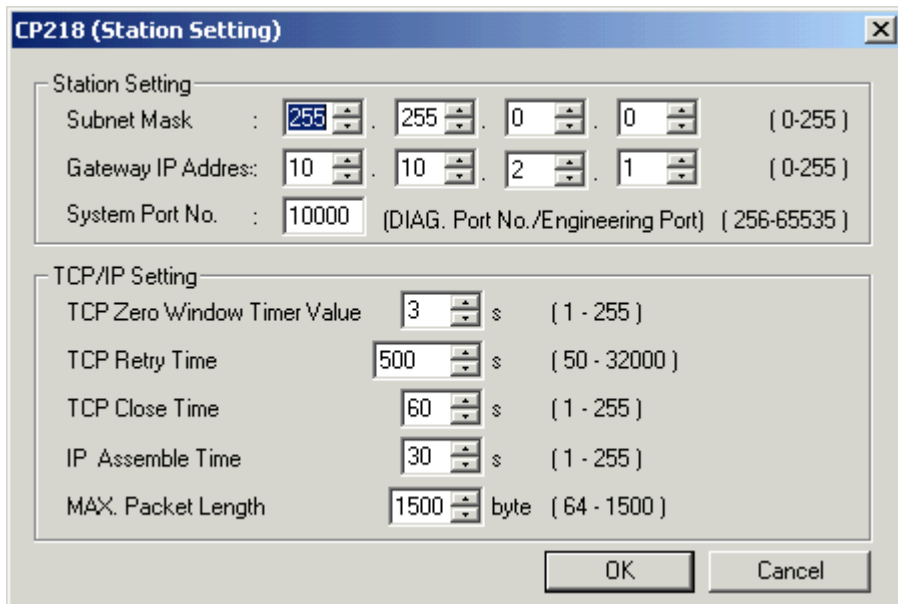 CP218 (Station Setting)
Station Setting
Subnet Mask : 255 . 255 . 0 . 0 ( 0-255 )
Gateway IP Addres: 10 . 10 . 2 . 1 ( 0-255 )
System Port No. : 10000 (DIAG. Port No./Engineering Port) ( 256-65535 )
TCP/IP Setting
TCP Zero Window Timer Value 3 s ( 1 - 255 )
TCP Retry Time 500 s ( 50 - 32000 )
TCP Close Time 60 s ( 1 - 255 )
IP Assemble Time 30 s ( 1 - 255 )
MAX. Packet Length 1500 byte ( 64 - 1500 )
OK Cancel